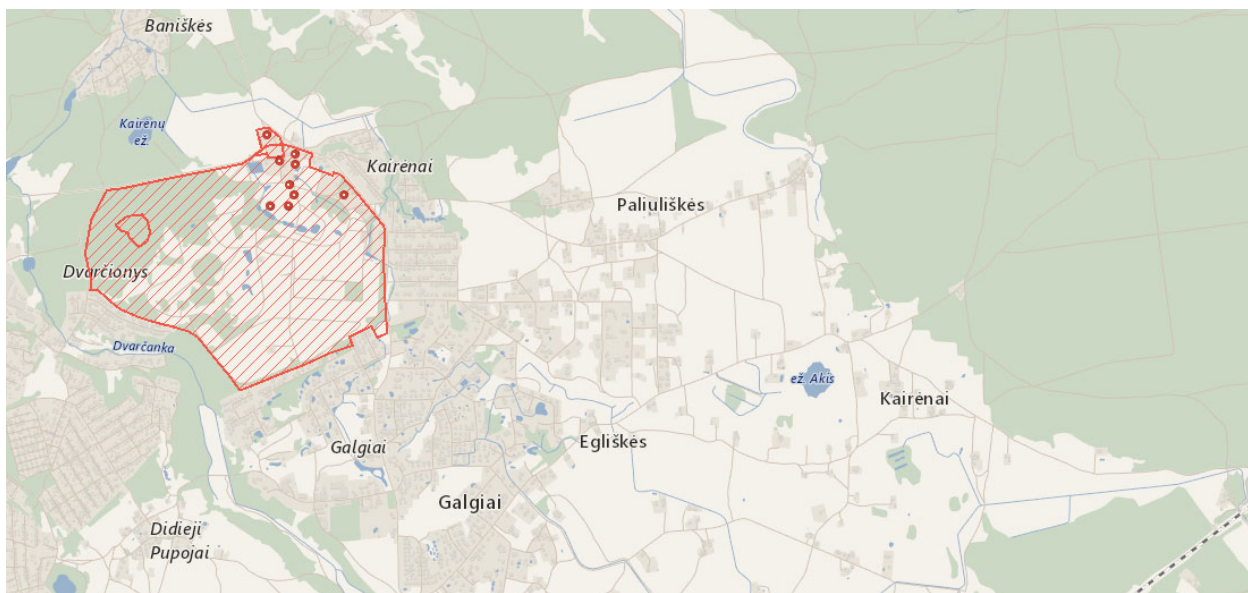 Baniškės
Kairėnų
ež.
Kairėnai
Paliuliškės
Dvarčionys
Dvarčanka
ež. Akis
Kairėnai
Galgiai
Egliškės
Galgiai
Didieji
Pupojai